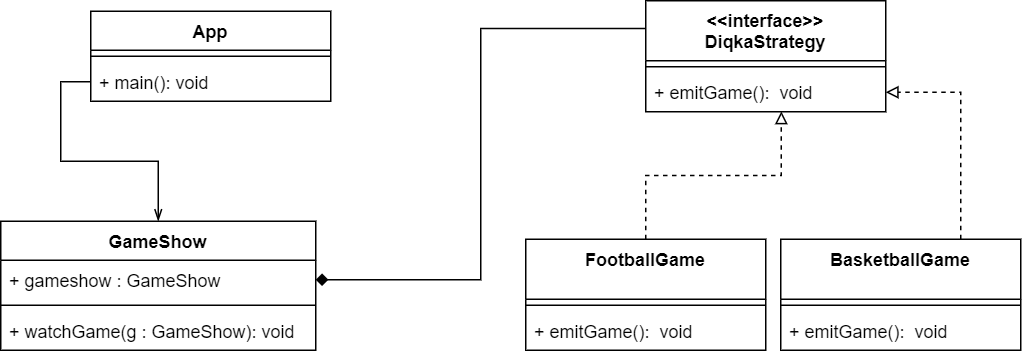 App
+ main(): void
<<interface>>
DiqkaStrategy
+ emitGame():  void
GameShow
+ gameshow : GameShow
+ watchGame(g : GameShow): void
FootballGame
+ emitGame():  void
BasketballGame
+ emitGame():  void